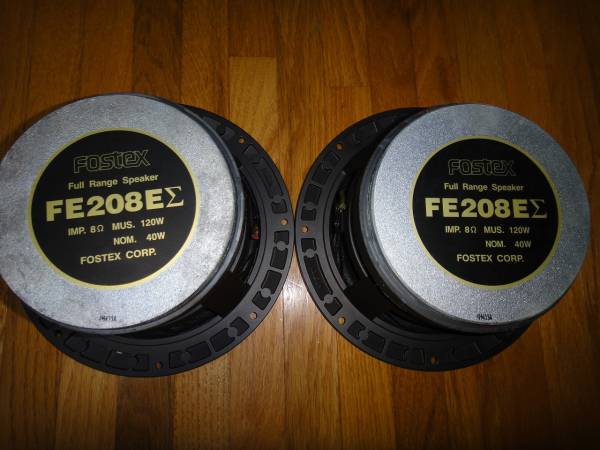 FOSTEX
Full Range Speaker
FE208EΣ
IMP. 8Ω MUS. 120W
NOM. 40W
FOSTEX CORP.
FOSTEX
Full Range Speaker
FE208EΣ
IMP. 8Ω MUS. 120W
NOM. 40W
FOSTEX CORP.